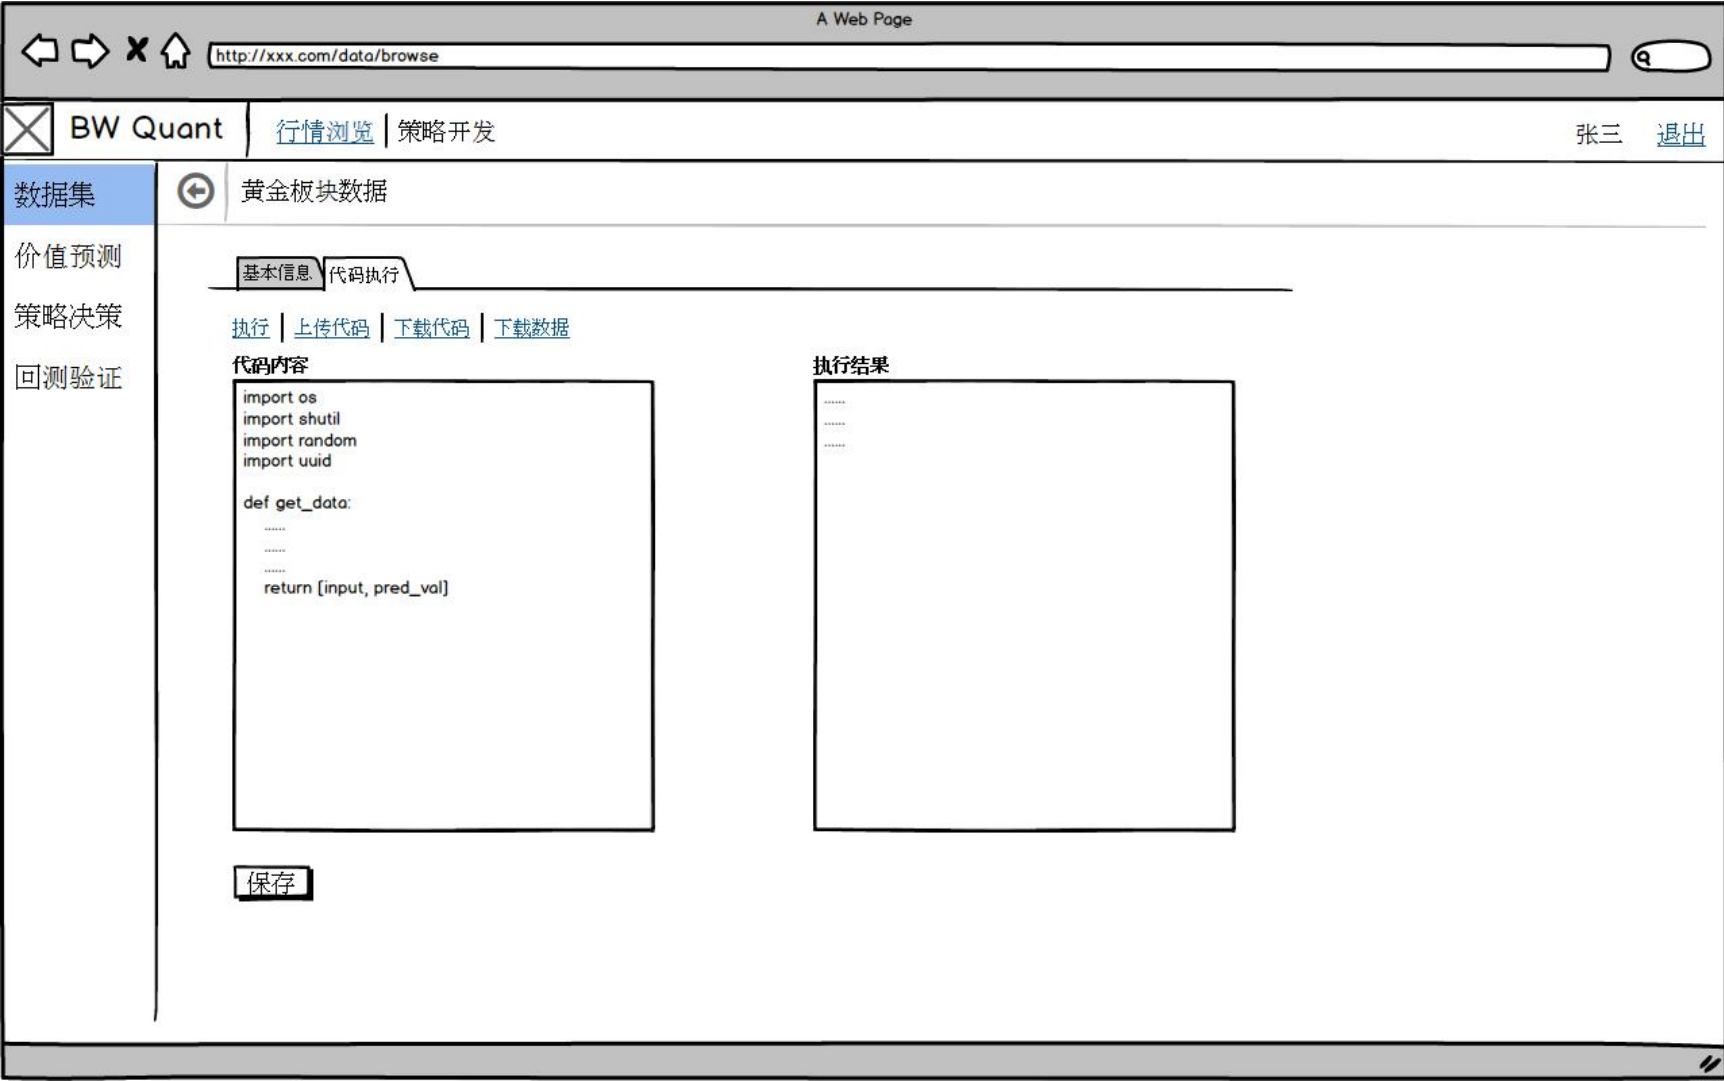 A Web Page
http://xxx.com/data/browse
BW Quant 行情浏览 策略开发 张三 退出
数据集
价值预测
策略决策
回测验证
黄金板块数据
基本信息 代码执行
执行 上传代码 下载代码 下载数据
代码内容
import os
import shutil
import random
import uuid
def get_data:
......
......
......
return [input, pred_val]
执行结果
......
......
......
保存